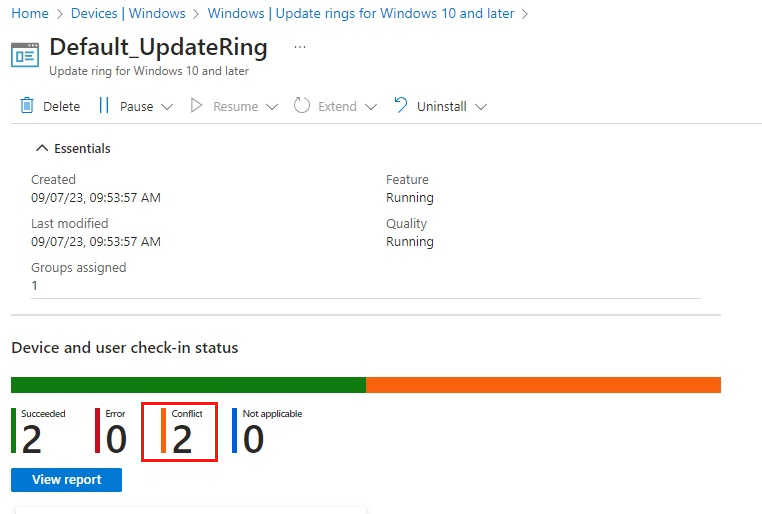 Home > Devices | Windows > Windows | Update rings for Windows 10 and later >
Default_UpdateRing ...
Update ring for Windows 10 and later
Delete Pause Resume Extend Uninstall
Essentials
Created Feature
09/07/23, 09:53:57 AM Running
Last modified Quality
09/07/23, 09:53:57 AM Running
Groups assigned
1
Device and user check-in status
Succeeded Error Conflict Not applicable
2 0 2 0
View report